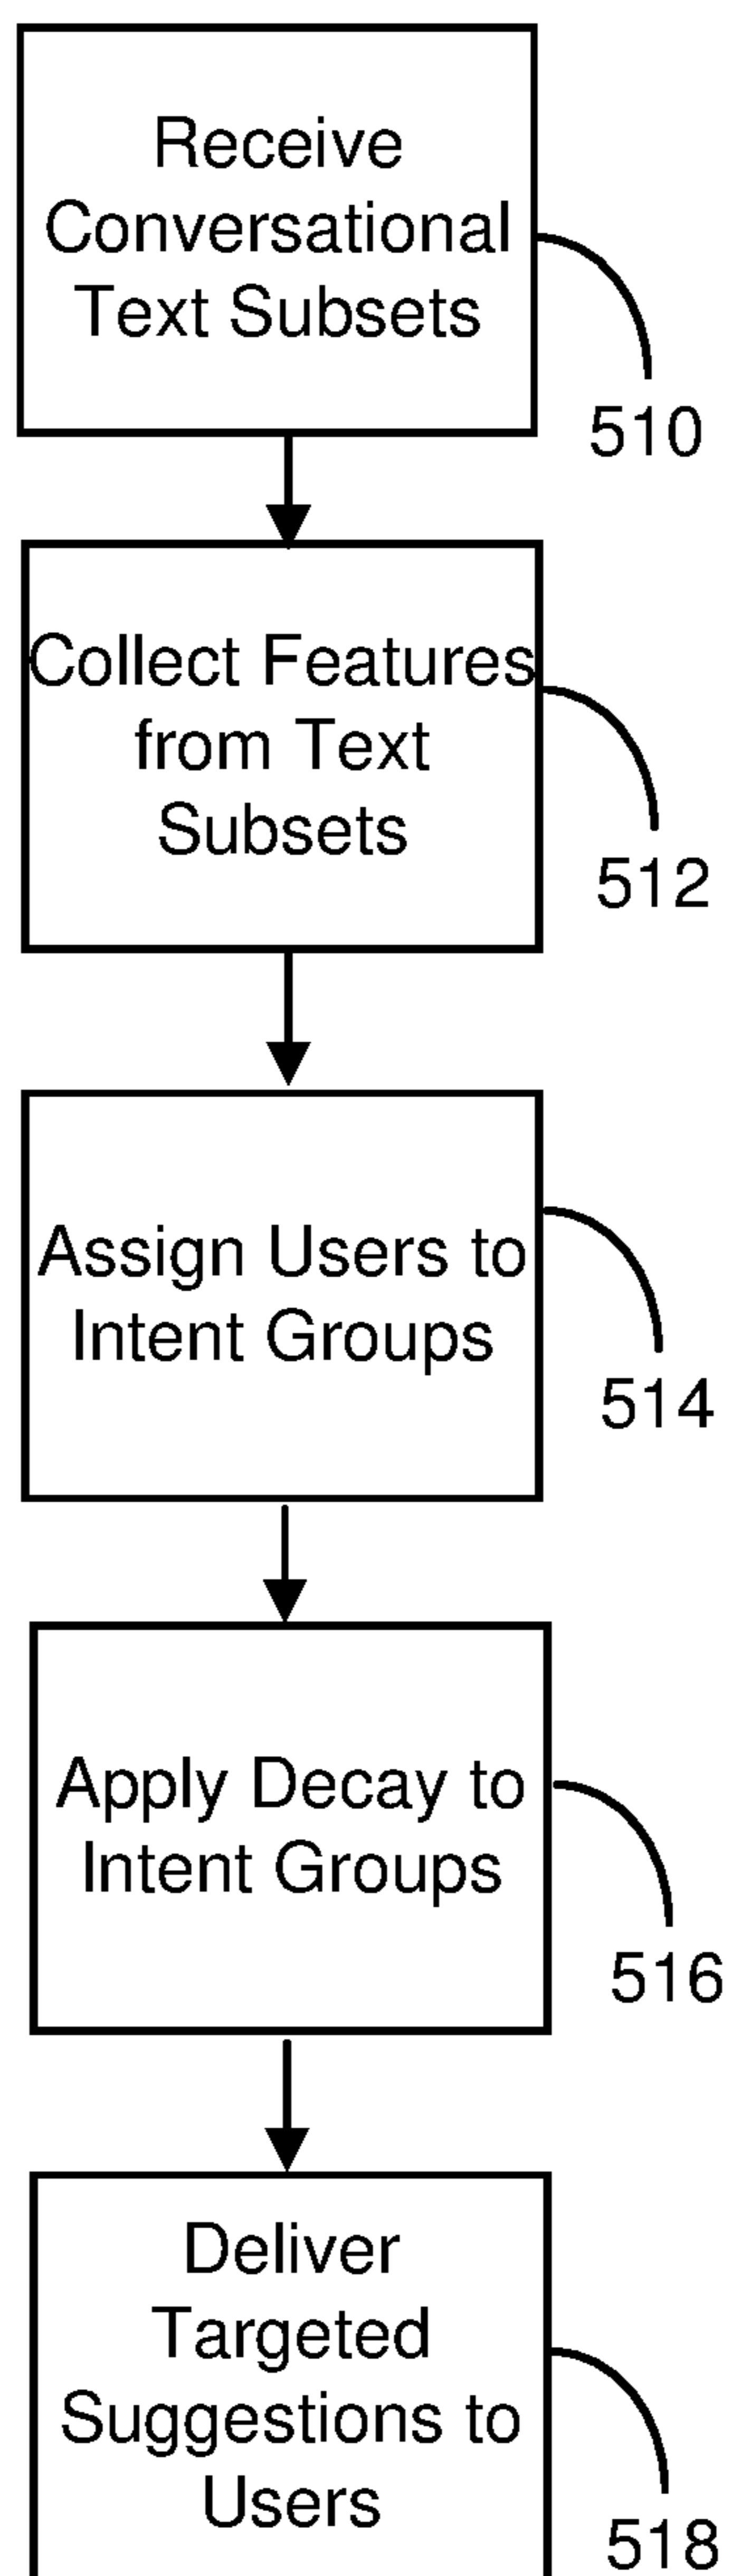 Receive
Conversational
Text Subsets
510
Collect Features
from Text
Subsets
512
Assign Users to
Intent Groups
514
Apply Decay to
Intent Groups
516
Deliver
Targeted
Suggestions to
Users
518